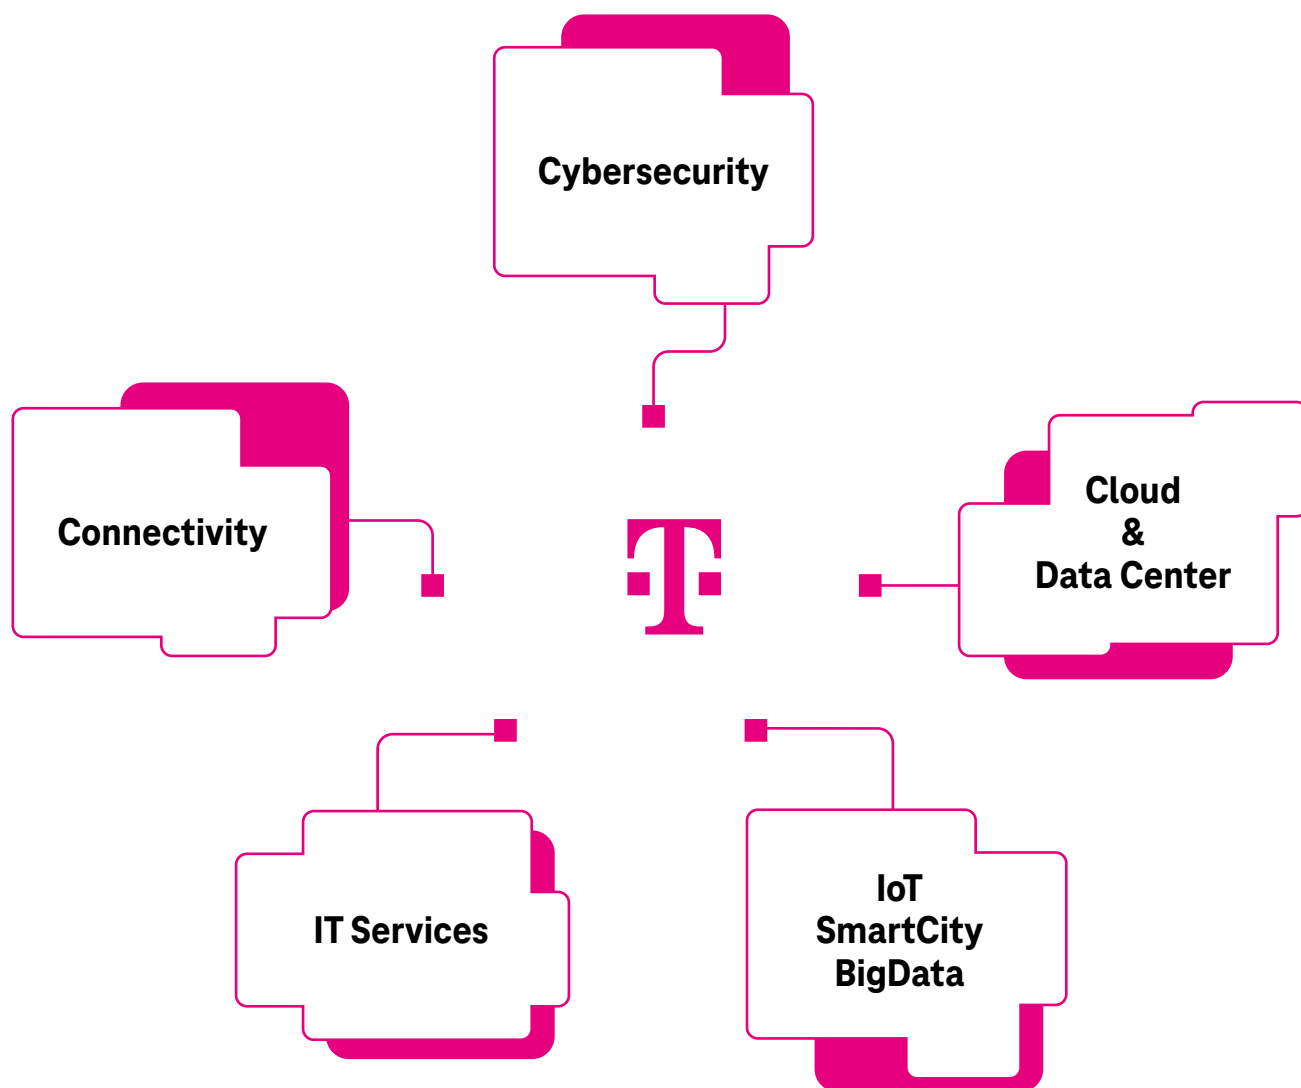 Cybersecurity
Connectivity
T
Cloud
&
Data Center
IT Services
IoT
SmartCity
BigData